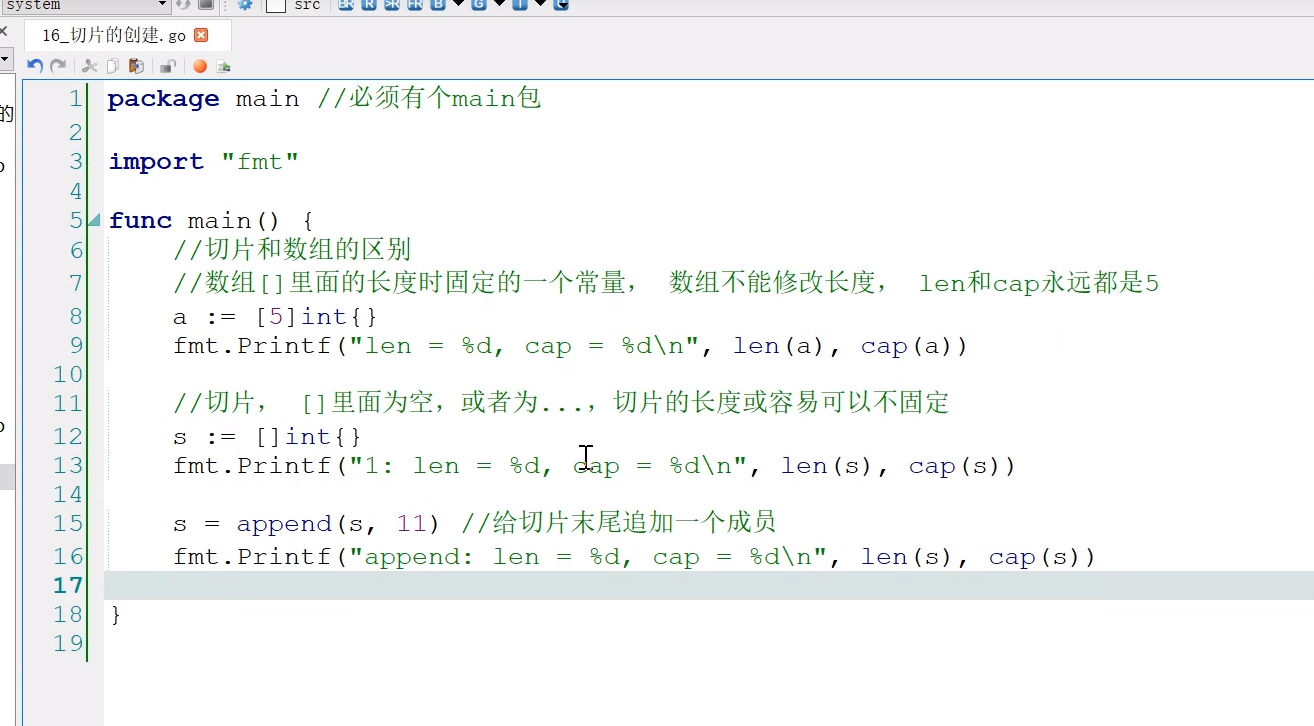 system
src
BR R >R FR B G T
16_切片的创建.go
的
1 package main //必须有个main包
2
3 import "fmt"
4
5 func main() {
6 //切片和数组的区别
7 //数组[]里面的长度时固定的一个常量， 数组不能修改长度， len和cap永远都是5
8 a := [5]int{}
9 fmt.Printf("len = %d, cap = %d\n", len(a), cap(a))
10
11 //切片， []里面为空，或者为...，切片的长度或容易可以不固定
12 s := []int{}
13 fmt.Printf("1: len = %d, cap = %d\n", len(s), cap(s))
14
15 s = append(s, 11) //给切片末尾追加一个成员
16 fmt.Printf("append: len = %d, cap = %d\n", len(s), cap(s))
17
18 }
19